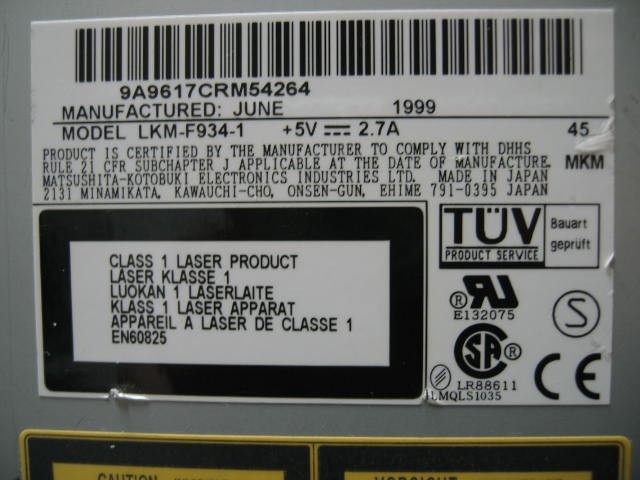 9A9617CRM54264
MANUFACTURED: JUNE 1999
MODEL LKM-F934-1 +5V ⎓ 2.7A 45
PRODUCT IS CERTIFIED BY THE MANUFACTURER TO COMPLY WITH DHHS
RULE 21 CFR SUBCHAPTER J APPLICABLE AT THE DATE OF MANUFACTURE. MKM
MATSUSHITA-KOTOBUKI ELECTRONICS INDUSTRIES LTD. MADE IN JAPAN
2131 MINAMIKATA, KAWAUCHI-CHO, ONSEN-GUN, EHIME 791-0395 JAPAN
CLASS 1 LASER PRODUCT
LASER KLASSE 1
LUOKAN 1 LASERLAITE
KLASS 1 LASER APPARAT
APPAREIL A LASER DE CLASSE 1
EN60825
TÜV
PRODUCT SERVICE
Bauart
geprüft
® RU
E132075
S
SA ®
LR88611
LMQLS1035
CE
CAUTION
VORSICHT